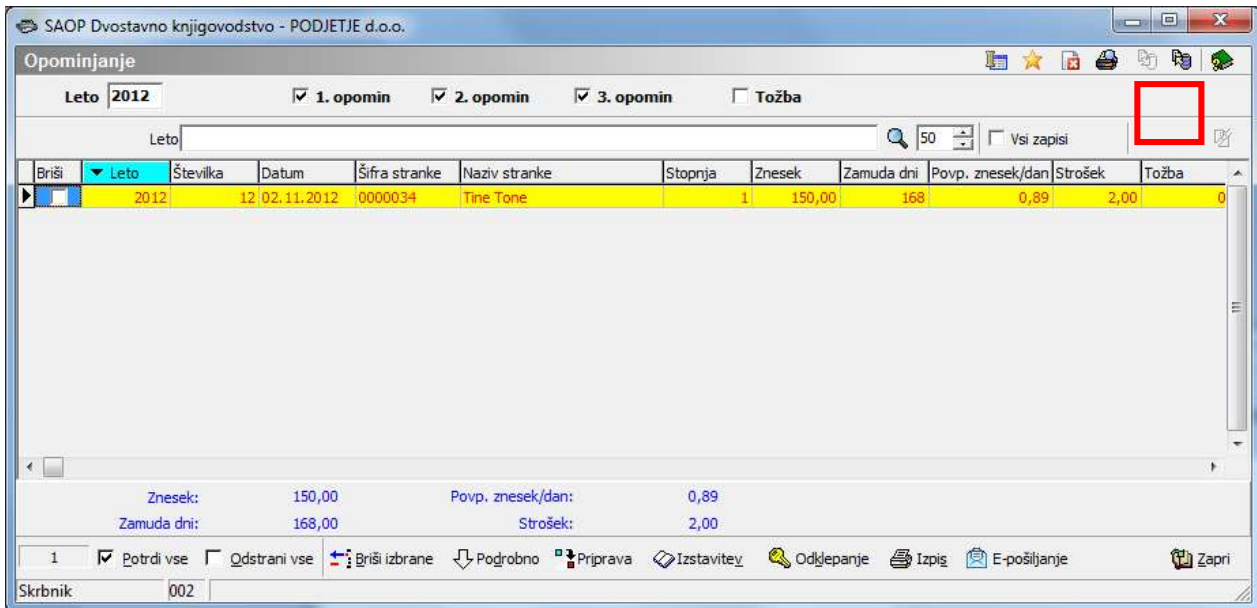 SAOP Dvostavno knjigovodstvo - PODJETJE d.o.o.
Opominjanje
Leto 2012 1. opomin 2. opomin 3. opomin Tožba
Leto 50 Vsi zapisi
Briši Leto Številka Datum Šifra stranke Naziv stranke Stopnja Znesek Zamuda dni Povp. znesek/dan Strošek Tožba
2012 12 02.11.2012 0000034 Tine Tone 1 150,00 168 0,89 2,00 0
Znesek: 150,00 Povp. znesek/dan: 0,89
Zamuda dni: 168,00 Strošek: 2,00
1 Potrdi vse Odstrani vse Briši izbrane Podrobno Priprava Izstavitev Odklepanje Izpis E-pošiljanje Zapri
Skrbnik 002